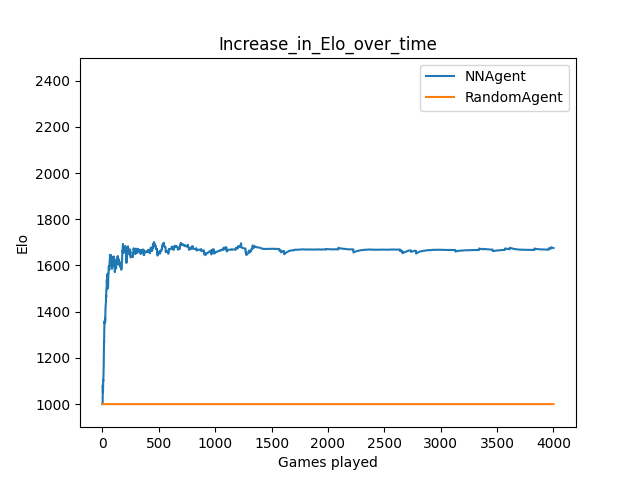 Increase_in_Elo_over_time
NNAgent
RandomAgent
2400
2200
2000
1800
1600
1400
1200
1000
Elo
0 500 1000 1500 2000 2500 3000 3500 4000
Games played